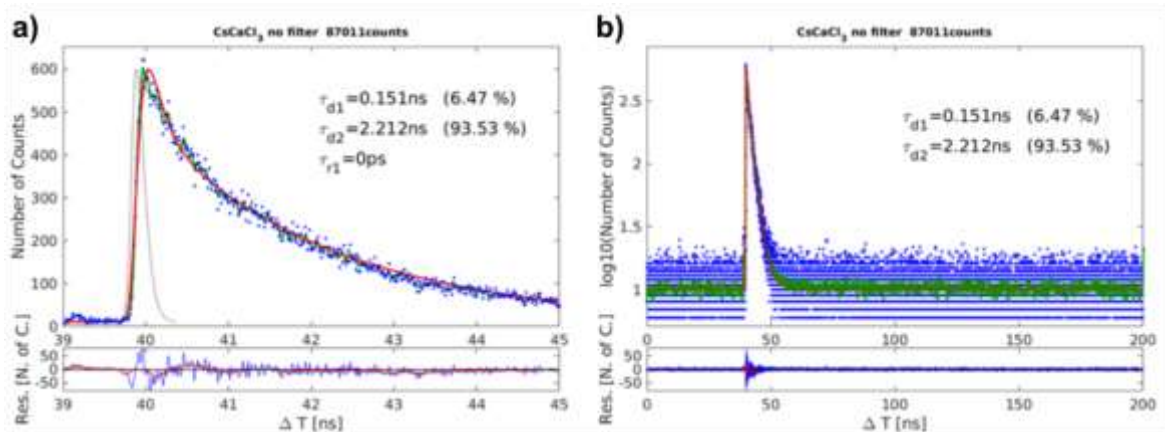 a)
CsCaCl3 no filter 87011counts
600
500
400
300
200
100
0
Number of Counts
τd1=0.151ns (6.47 %)
τd2=2.212ns (93.53 %)
τr1=0ps
39 40 41 42 43 44 45
50
0
-50
Res. [N. of C.]
39 40 41 42 43 44 45
Δ T [ns]
b)
CsCaCl3 no filter 87011counts
2.5
2
1.5
1
log10(Number of Counts)
τd1=0.151ns (6.47 %)
τd2=2.212ns (93.53 %)
0 50 100 150 200
50
0
-50
Res. [N. of C.]
0 50 100 150 200
Δ T [ns]